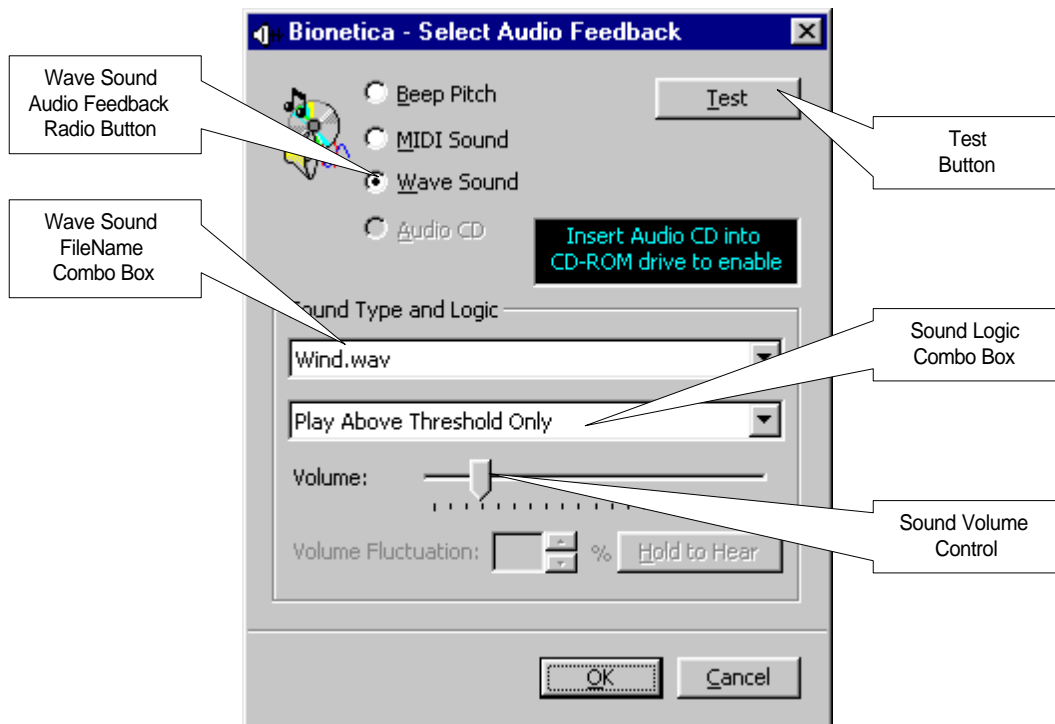 Bionetica - Select Audio Feedback
Wave Sound
Audio Feedback
Radio Button
Beep Pitch
Test
MIDI Sound
Test
Button
Wave Sound
Wave Sound
FileName
Combo Box
Audio CD
Insert Audio CD into
CD-ROM drive to enable
Sound Type and Logic
Wind.wav
Sound Logic
Combo Box
Play Above Threshold Only
Volume:
Sound Volume
Control
Volume Fluctuation:
%
Hold to Hear
OK
Cancel